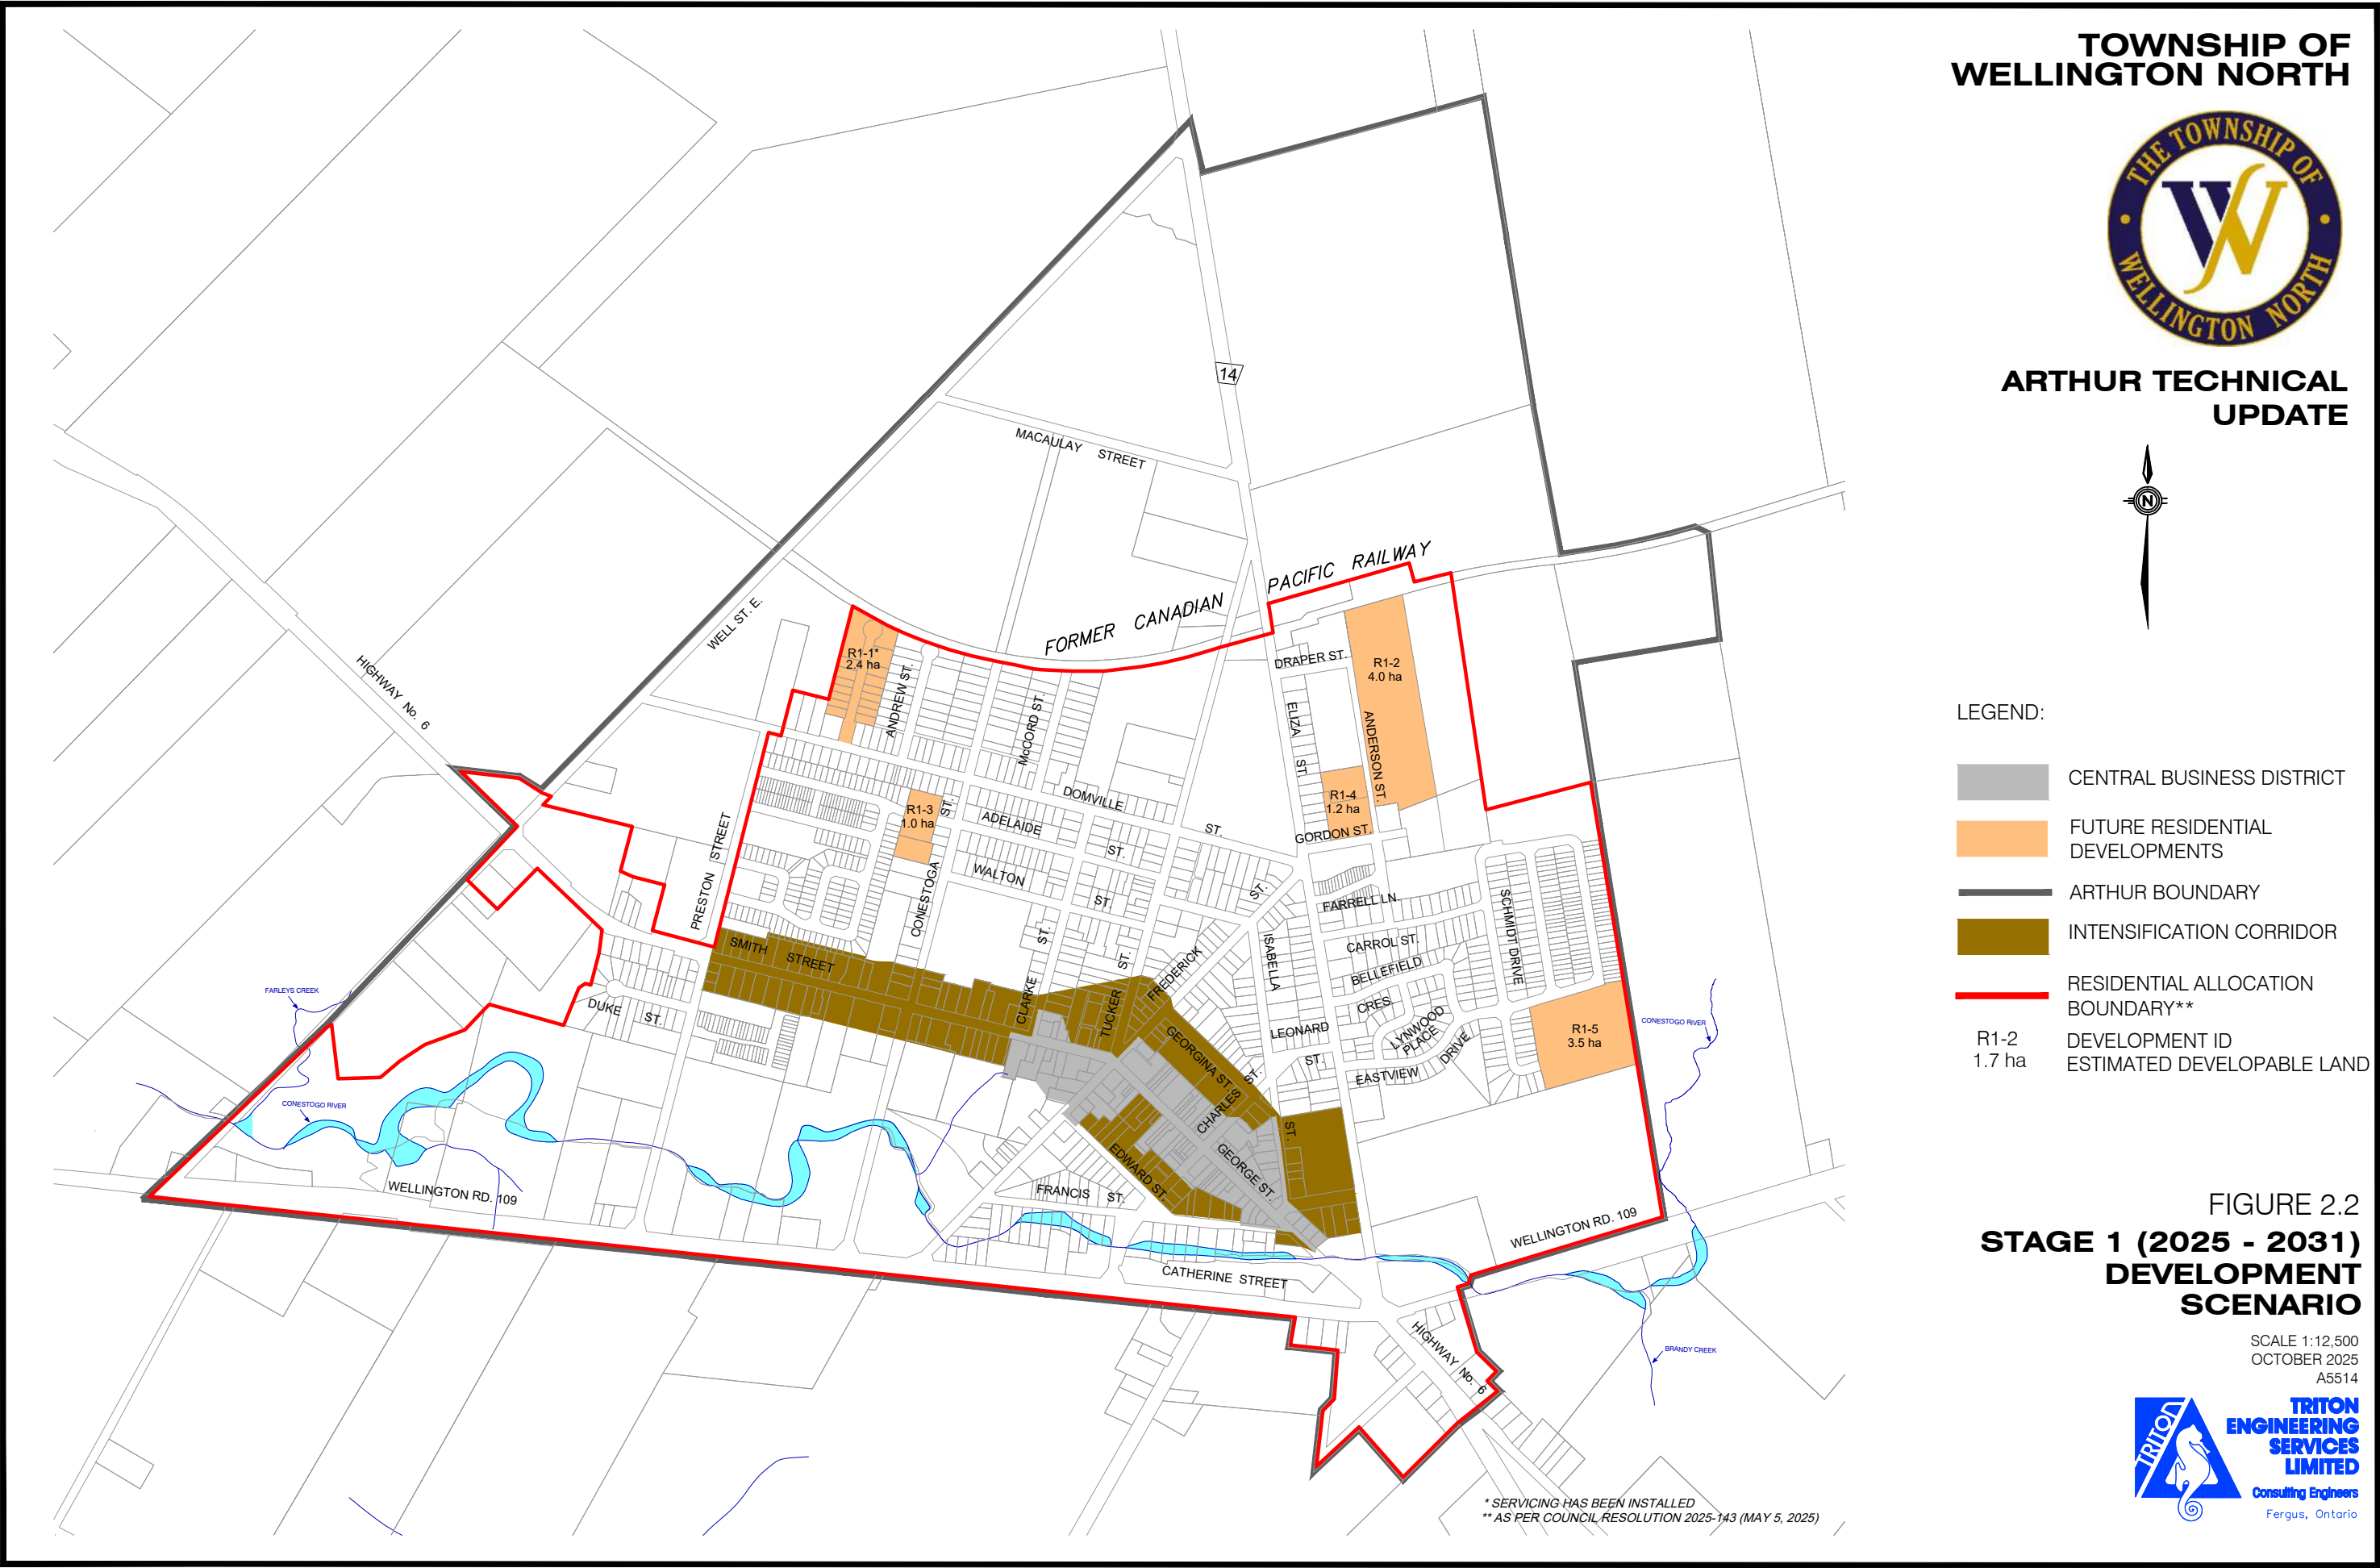 TOWNSHIP OF
WELLINGTON NORTH
THE TOWNSHIP OF
WELLINGTON NORTH
ARTHUR TECHNICAL
UPDATE
N
LEGEND:
CENTRAL BUSINESS DISTRICT
FUTURE RESIDENTIAL
DEVELOPMENTS
ARTHUR BOUNDARY
INTENSIFICATION CORRIDOR
RESIDENTIAL ALLOCATION
BOUNDARY**
R1-2
1.7 ha
DEVELOPMENT ID
ESTIMATED DEVELOPABLE LAND
FIGURE 2.2
STAGE 1 (2025 - 2031)
DEVELOPMENT
SCENARIO
SCALE 1:12,500
OCTOBER 2025
A5514
TRITON
TRITON
ENGINEERING
SERVICES
LIMITED
Consulting Engineers
Fergus, Ontario
14
MACAULAY STREET
FORMER CANADIAN PACIFIC RAILWAY
WELL ST. E.
HIGHWAY No. 6
R1-1*
2.4 ha
ANDREW ST.
McCORD ST.
DRAPER ST.
R1-2
4.0 ha
ELIZA ST.
ANDERSON ST.
R1-4
1.2 ha
GORDON ST.
DOMVILLE ST.
R1-3
1.0 ha
ADELAIDE ST.
WALTON ST.
CONESTOGA ST.
PRESTON STREET
SMITH STREET
CLARKE ST.
TUCKER ST.
FREDERICK ST.
ISABELLA ST.
FARRELL LN.
CARROL ST.
BELLEFIELD
CRES.
SCHMIDT DRIVE
LEONARD ST.
LYNWOOD
PLACE
EASTVIEW DRIVE
R1-5
3.5 ha
DUKE ST.
GEORGINA ST.
CHARLES ST.
GEORGE ST.
EDWARD ST.
FRANCIS ST.
CATHERINE STREET
WELLINGTON RD. 109
WELLINGTON RD. 109
HIGHWAY No. 6
FARLEYS CREEK
CONESTOGO RIVER
CONESTOGO RIVER
BRANDY CREEK
* SERVICING HAS BEEN INSTALLED
** AS PER COUNCIL RESOLUTION 2025-143 (MAY 5, 2025)